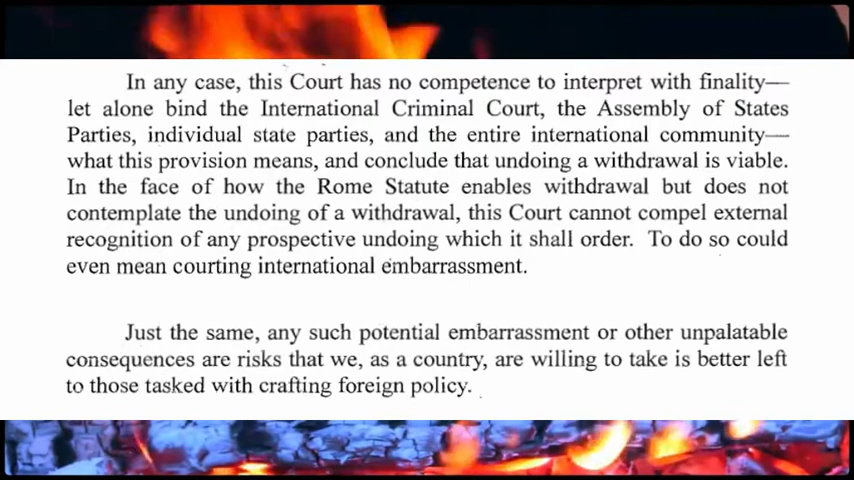 In any case, this Court has no competence to interpret with finality—
let alone bind the International Criminal Court, the Assembly of States
Parties, individual state parties, and the entire international community—
what this provision means, and conclude that undoing a withdrawal is viable.
In the face of how the Rome Statute enables withdrawal but does not
contemplate the undoing of a withdrawal, this Court cannot compel external
recognition of any prospective undoing which it shall order. To do so could
even mean courting international embarrassment.
Just the same, any such potential embarrassment or other unpalatable
consequences are risks that we, as a country, are willing to take is better left
to those tasked with crafting foreign policy.